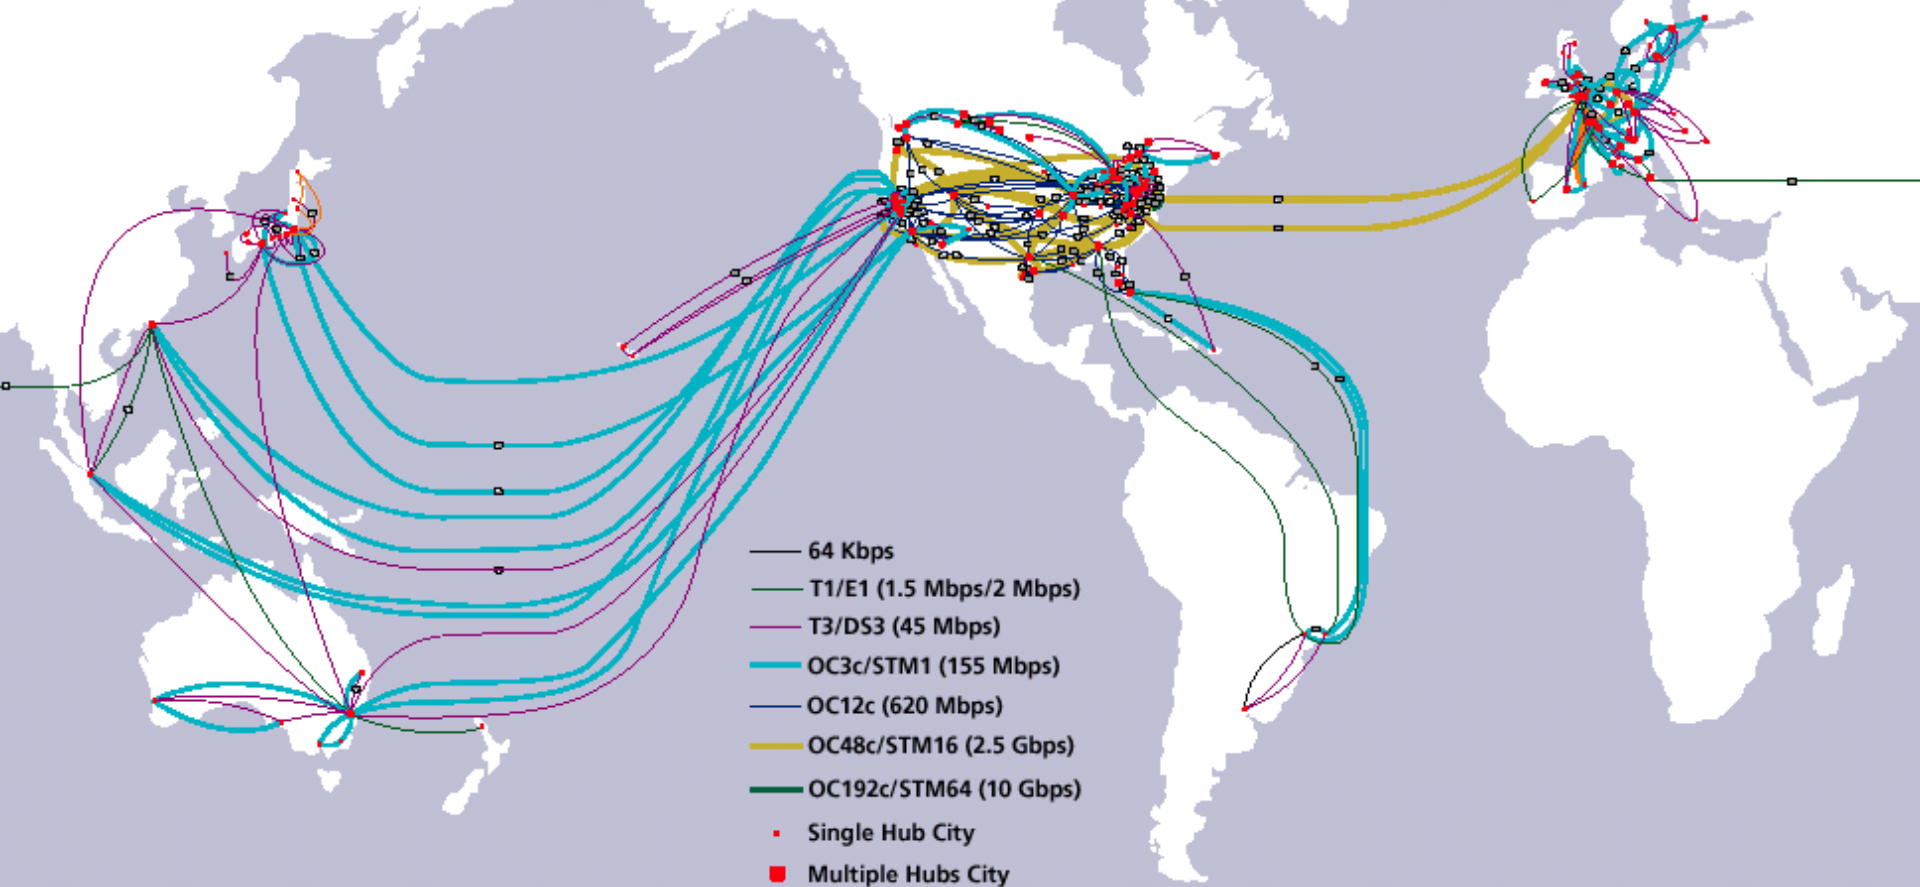 64 Kbps
T1/E1 (1.5 Mbps/2 Mbps)
T3/DS3 (45 Mbps)
OC3c/STM1 (155 Mbps)
OC12c (620 Mbps)
OC48c/STM16 (2.5 Gbps)
OC192c/STM64 (10 Gbps)
Single Hub City
Multiple Hubs City